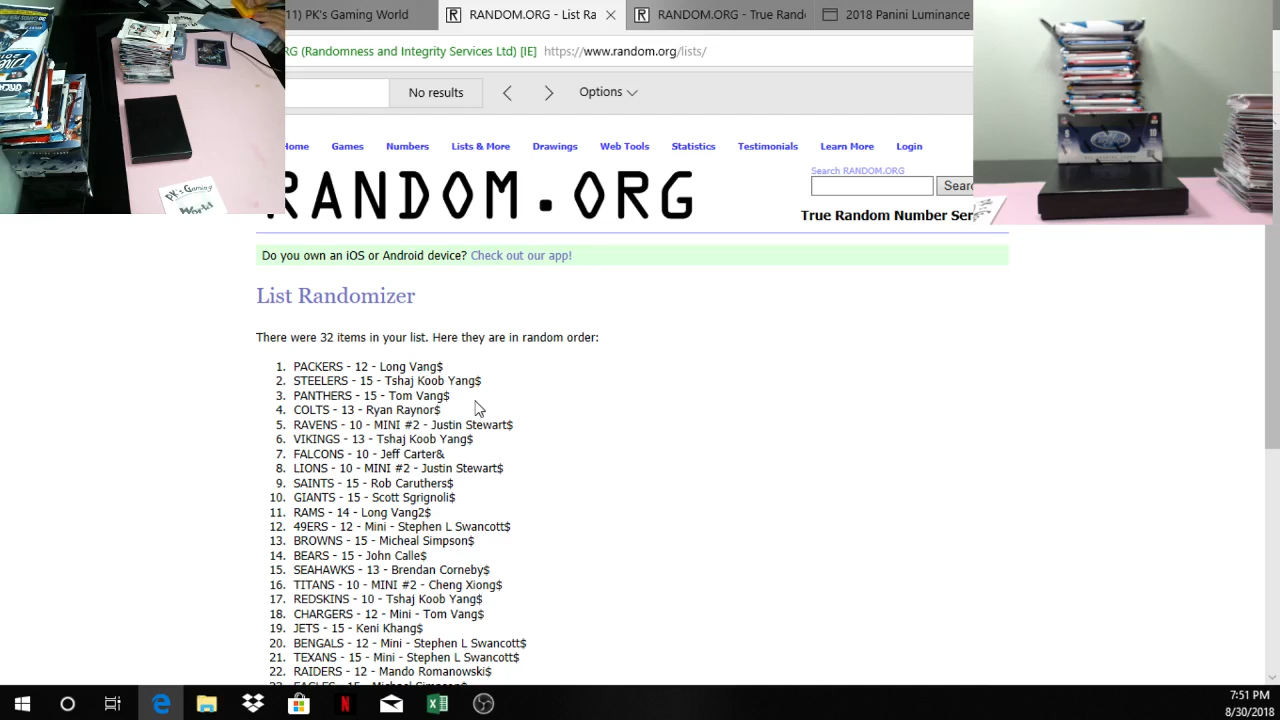 11) PK's Gaming World
RANDOM.ORG - List Ra
RANDOM.ORG - True Rand
2018 Panini Luminance
RG (Randomness and Integrity Services Ltd) [IE] https://www.random.org/lists/
No results
Options
Home Games Numbers Lists & More Drawings Web Tools Statistics Testimonials Learn More Login
Search RANDOM.ORG
RANDOM.ORG
Sear
True Random Number Ser
Do you own an iOS or Android device? Check out our app!
List Randomizer
There were 32 items in your list. Here they are in random order:
1. PACKERS - 12 - Long Vang$
2. STEELERS - 15 - Tshaj Koob Yang$
3. PANTHERS - 15 - Tom Vang$
4. COLTS - 13 - Ryan Raynor$
5. RAVENS - 10 - MINI #2 - Justin Stewart$
6. VIKINGS - 13 - Tshaj Koob Yang$
7. FALCONS - 10 - Jeff Carter&
8. LIONS - 10 - MINI #2 - Justin Stewart$
9. SAINTS - 15 - Rob Caruthers$
10. GIANTS - 15 - Scott Sgrignoli$
11. RAMS - 14 - Long Vang2$
12. 49ERS - 12 - Mini - Stephen L Swancott$
13. BROWNS - 15 - Micheal Simpson$
14. BEARS - 15 - John Calle$
15. SEAHAWKS - 13 - Brendan Corneby$
16. TITANS - 10 - MINI #2 - Cheng Xiong$
17. REDSKINS - 10 - Tshaj Koob Yang$
18. CHARGERS - 12 - Mini - Tom Vang$
19. JETS - 15 - Keni Khang$
20. BENGALS - 12 - Mini - Stephen L Swancott$
21. TEXANS - 15 - Mini - Stephen L Swancott$
22. RAIDERS - 12 - Mando Romanowski$
23. EAGLES - 15 - Michael Simpson$
PK's Gaming
World
7:51 PM
8/30/2018